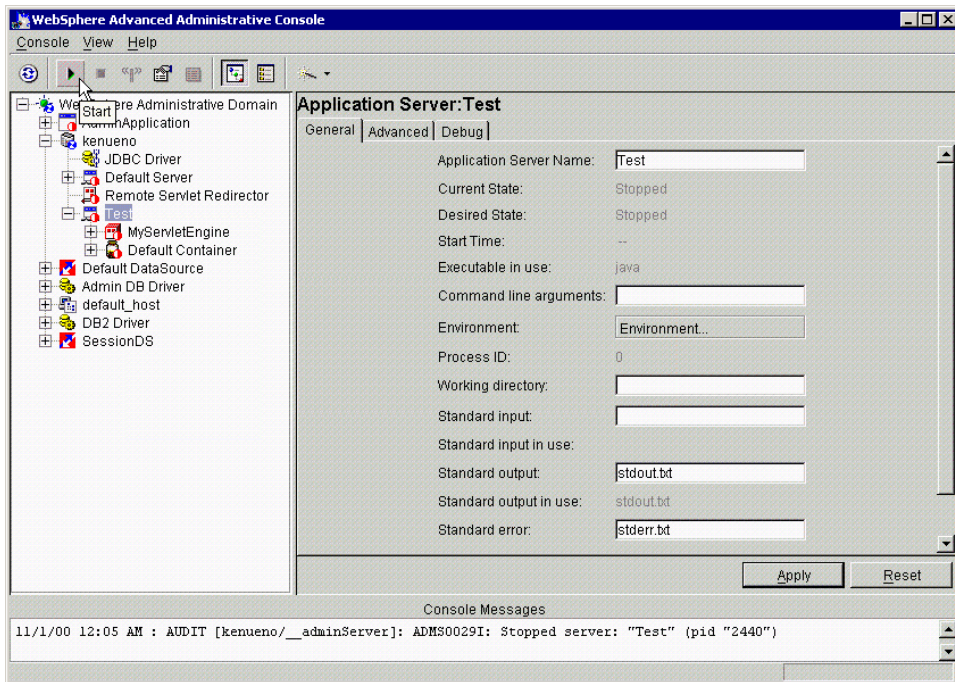 WebSphere Advanced Administrative Console
Console View Help
Start
WebSphere Administrative Domain
AdminApplication
kenueno
JDBC Driver
Default Server
Remote Servlet Redirector
Test
MyServletEngine
Default Container
Default DataSource
Admin DB Driver
default_host
DB2 Driver
SessionDS
Application Server:Test
General Advanced Debug
Application Server Name: Test
Current State: Stopped
Desired State: Stopped
Start Time: --
Executable in use: java
Command line arguments:
Environment: Environment...
Process ID: 0
Working directory:
Standard input:
Standard input in use:
Standard output: stdout.txt
Standard output in use: stdout.txt
Standard error: stderr.txt
Apply Reset
Console Messages
11/1/00 12:05 AM : AUDIT [kenueno/__adminServer]: ADMS0029I: Stopped server: "Test" (pid "2440")